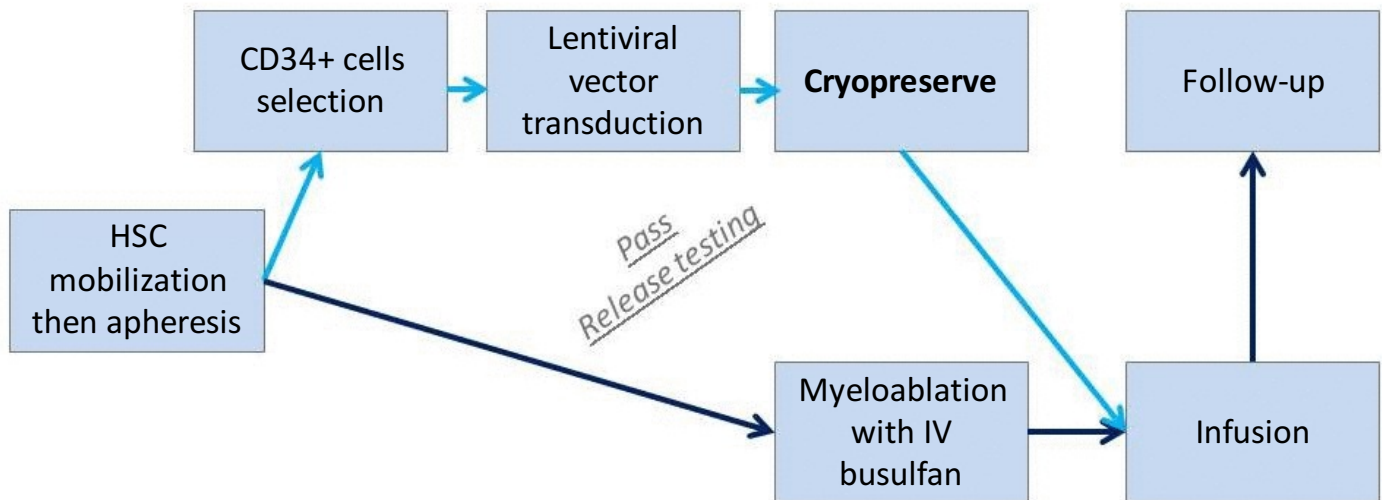 CD34+ cells
selection
Lentiviral
vector
transduction
Cryopreserve
Follow-up
HSC
mobilization
then apheresis
Pass
Release testing
Myeloablation
with IV
busulfan
Infusion